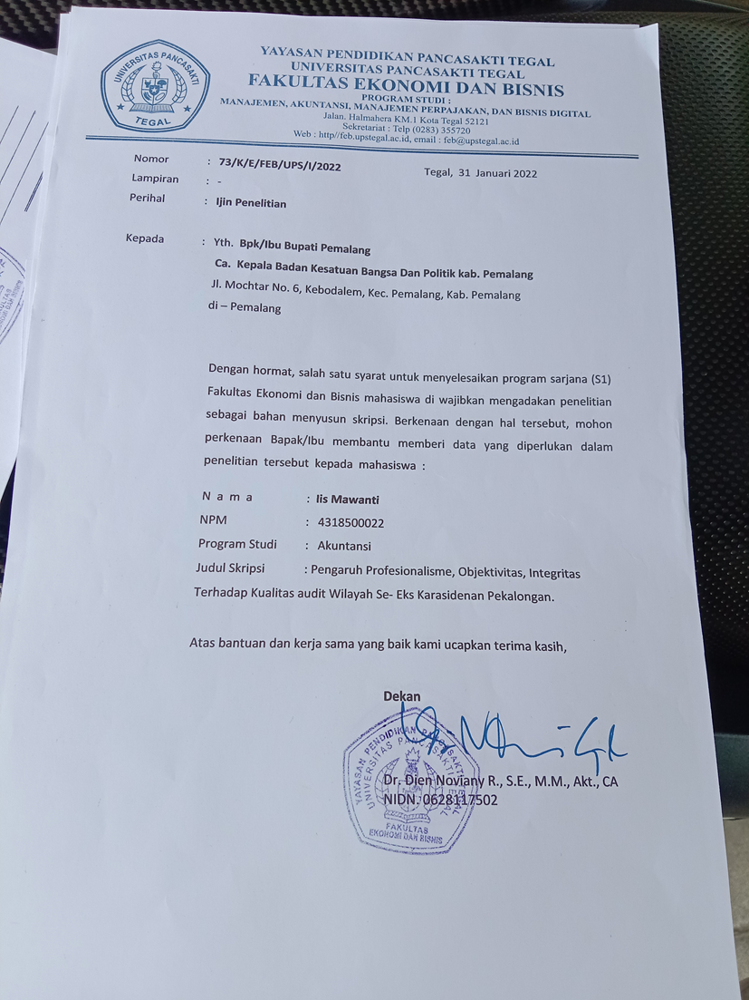 UNIVERSITAS PANCASAKTI
TEGAL
YAYASAN PENDIDIKAN PANCASAKTI TEGAL
UNIVERSITAS PANCASAKTI TEGAL
FAKULTAS EKONOMI DAN BISNIS
PROGRAM STUDI :
MANAJEMEN, AKUNTANSI, MANAJEMEN PERPAJAKAN, DAN BISNIS DIGITAL
Jalan. Halmahera KM.1 Kota Tegal 52121
Sekretariat : Telp (0283) 355720
Web : http//feb.upstegal.ac.id, email : feb@upstegal.ac.id
Nomor : 73/K/E/FEB/UPS/I/2022 Tegal, 31 Januari 2022
Lampiran : -
Perihal : Ijin Penelitian
Kepada : Yth. Bpk/Ibu Bupati Pemalang
Ca. Kepala Badan Kesatuan Bangsa Dan Politik kab. Pemalang
Jl. Mochtar No. 6, Kebodalem, Kec. Pemalang, Kab. Pemalang
di – Pemalang
Dengan hormat, salah satu syarat untuk menyelesaikan program sarjana (S1)
Fakultas Ekonomi dan Bisnis mahasiswa di wajibkan mengadakan penelitian
sebagai bahan menyusun skripsi. Berkenaan dengan hal tersebut, mohon
perkenaan Bapak/Ibu membantu memberi data yang diperlukan dalam
penelitian tersebut kepada mahasiswa :
N a m a : Iis Mawanti
NPM : 4318500022
Program Studi : Akuntansi
Judul Skripsi : Pengaruh Profesionalisme, Objektivitas, Integritas
Terhadap Kualitas audit Wilayah Se- Eks Karasidenan Pekalongan.
Atas bantuan dan kerja sama yang baik kami ucapkan terima kasih,
Dekan
YAYASAN PENDIDIKAN PANCASAKTI TEGAL
UNIVERSITAS PANCASAKTI TEGAL
Dr. Dien Noviany R., S.E., M.M., Akt., CA
NIDN. 0628117502
FAKULTAS
EKONOMI DAN BISNIS